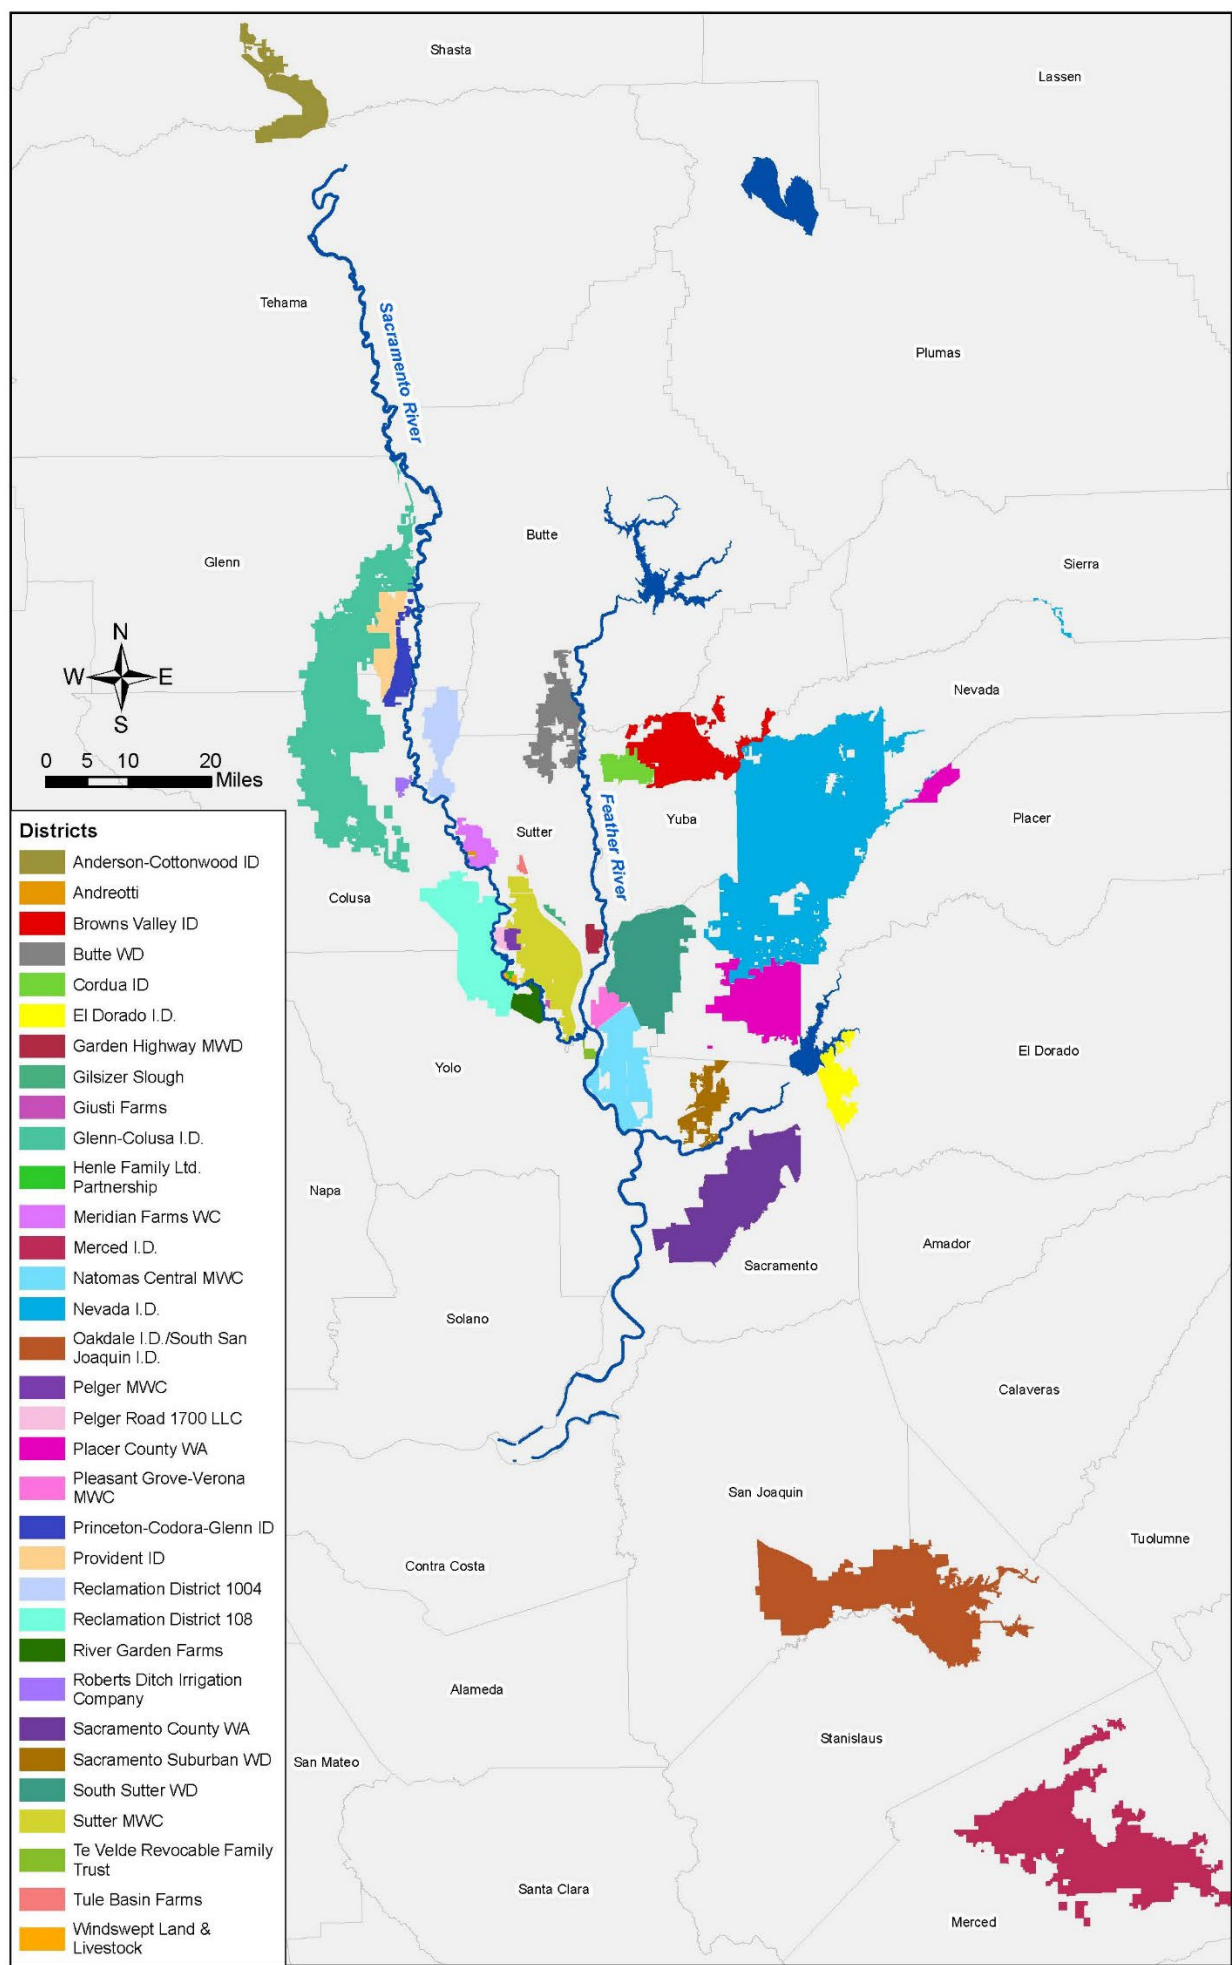 Shasta
Lassen
Tehama
Sacramento River
Plumas
Glenn
Butte
Sierra
N
W E
S
Nevada
0 5 10 20
Miles
Sutter
Feather River
Yuba
Placer
Colusa
Yolo
El Dorado
Napa
Amador
Sacramento
Solano
Calaveras
San Joaquin
Tuolumne
Contra Costa
Alameda
Stanislaus
San Mateo
Santa Clara
Merced
Districts
Anderson-Cottonwood ID
Andreotti
Browns Valley ID
Butte WD
Cordua ID
El Dorado I.D.
Garden Highway MWD
Gilsizer Slough
Giusti Farms
Glenn-Colusa I.D.
Henle Family Ltd.
Partnership
Meridian Farms WC
Merced I.D.
Natomas Central MWC
Nevada I.D.
Oakdale I.D./South San
Joaquin I.D.
Pelger MWC
Pelger Road 1700 LLC
Placer County WA
Pleasant Grove-Verona
MWC
Princeton-Codora-Glenn ID
Provident ID
Reclamation District 1004
Reclamation District 108
River Garden Farms
Roberts Ditch Irrigation
Company
Sacramento County WA
Sacramento Suburban WD
South Sutter WD
Sutter MWC
Te Velde Revocable Family
Trust
Tule Basin Farms
Windswept Land &
Livestock